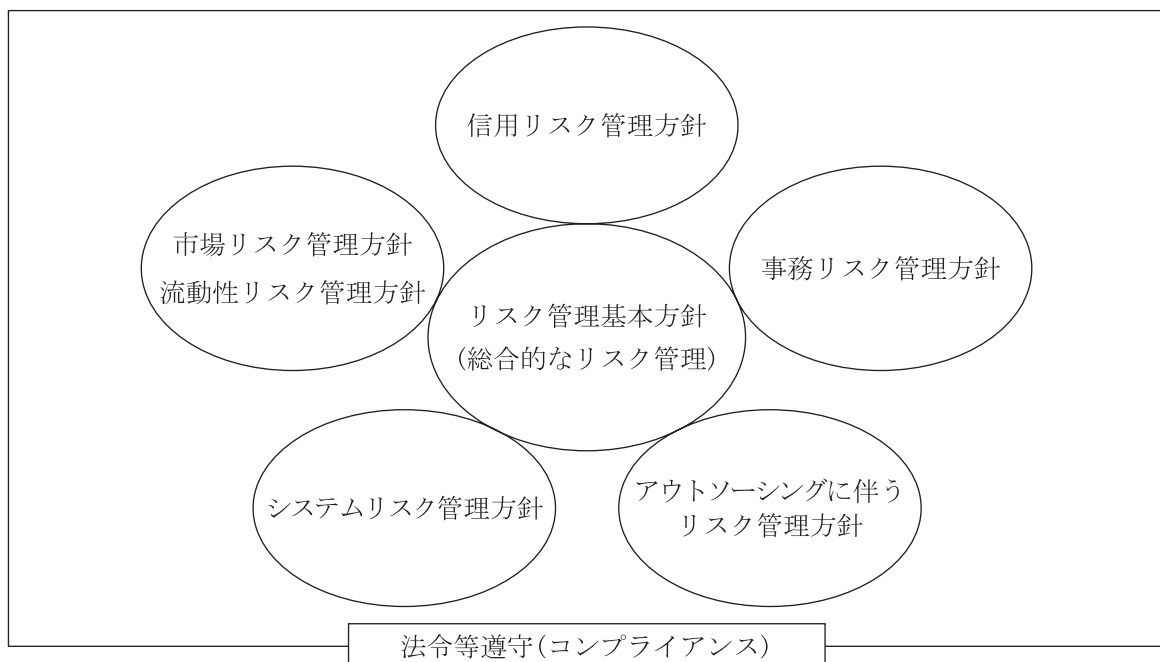 信用リスク管理方針
市場リスク管理方針
流動性リスク管理方針
事務リスク管理方針
リスク管理基本方針
(総合的なリスク管理)
システムリスク管理方針
アウトソーシングに伴う
リスク管理方針
法令等遵守(コンプライアンス)